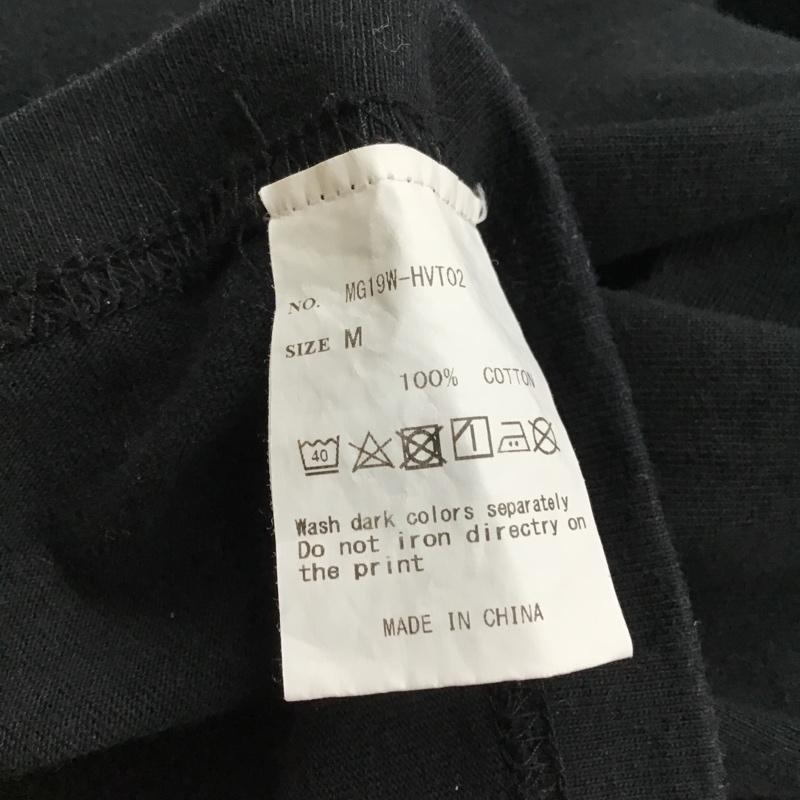 NO. MG19W-HVT02
SIZE M
100% COTTON
40
Wash dark colors separately
Do not iron directry on
the print
MADE IN CHINA